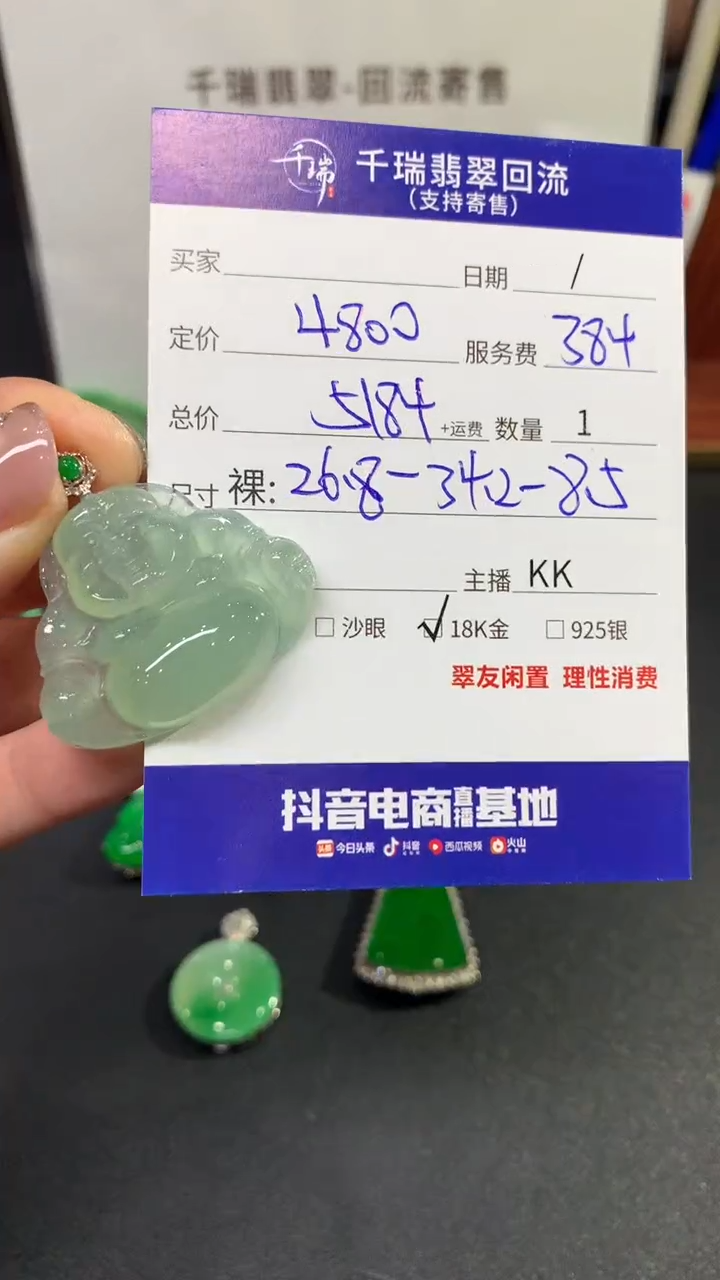 千瑞翡翠-回流寄售
千瑞 千瑞翡翠回流
(支持寄售)
买家 日期 /
定价 4800 服务费 384
总价 5184 +运费 数量 1
尺寸 裸: 26.8-34.2-8.5
主播 KK
□ 沙眼 ✓ 18K金 □ 925银
翠友闲置 理性消费
抖音电商直播基地
头条 今日头条 抖音 西瓜视频 火山